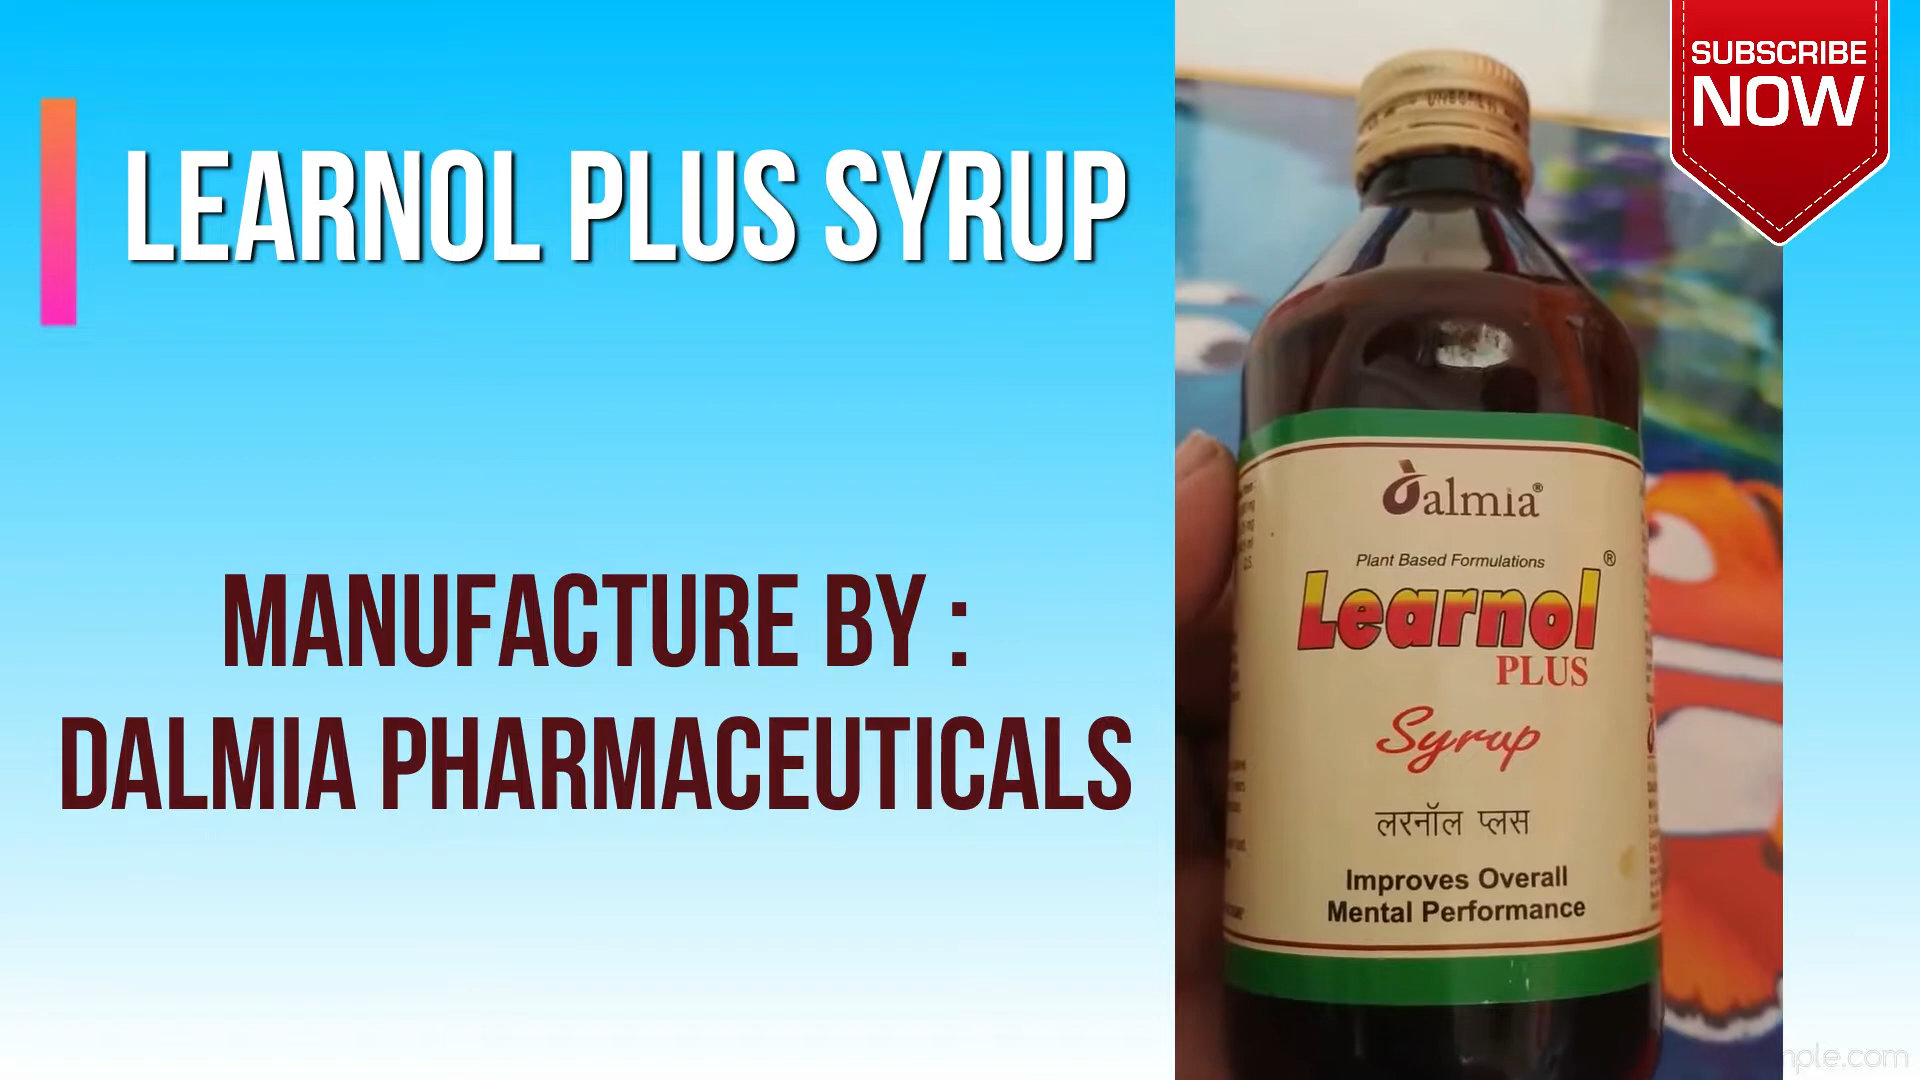 LEARNOL PLUS SYRUP
MANUFACTURE BY :
DALMIA PHARMACEUTICALS
SUBSCRIBE
NOW
Dalmia®
Plant Based Formulations
Learnol®
PLUS
Syrup
लरनॉल प्लस
Improves Overall
Mental Performance